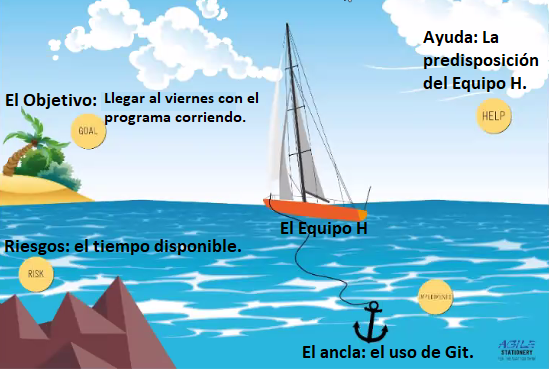 Ayuda: La
predisposición
del Equipo H.
HELP
El Objetivo: Llegar al viernes con el
programa corriendo.
GOAL
El Equipo H
Riesgos: el tiempo disponible.
RISK
El ancla: el uso de Git.
AGILE
STATIONERY